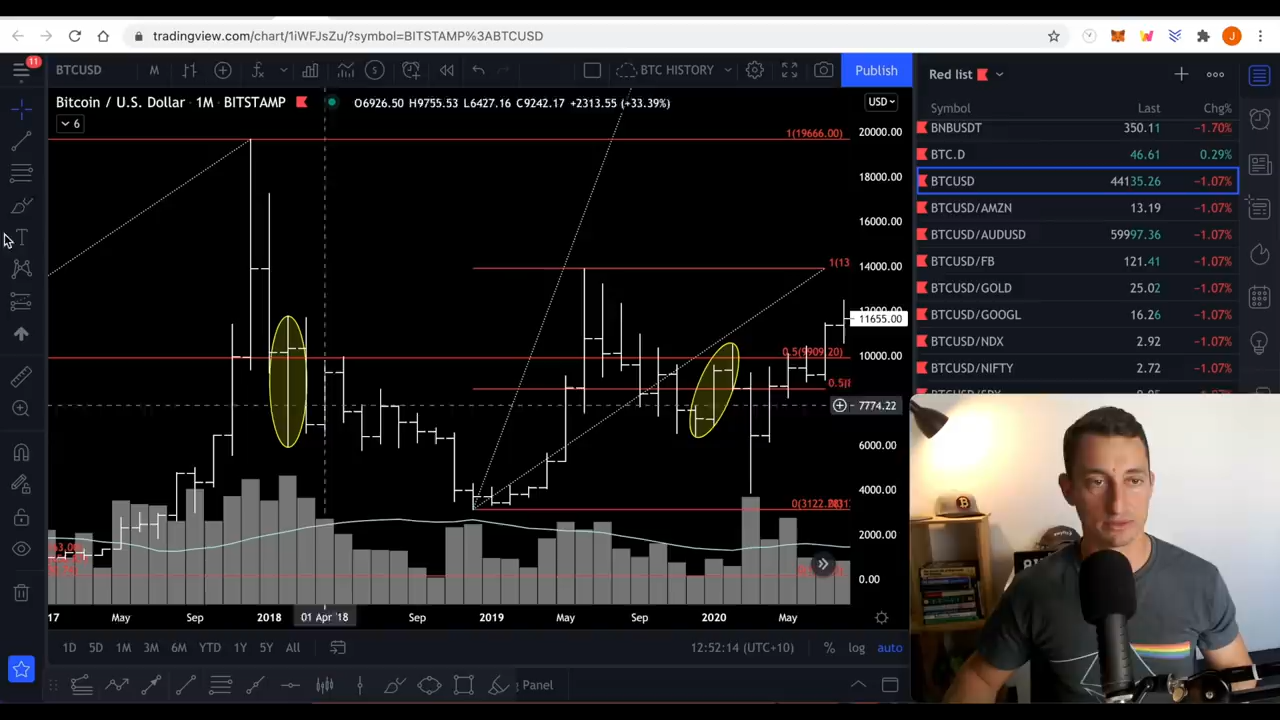 tradingview.com/chart/1iWFJsZu/?symbol=BITSTAMP%3ABTCUSD
J
11
BTCUSD
M
BTC HISTORY
Publish
Red list
Bitcoin / U.S. Dollar · 1M · BITSTAMP
O6926.50 H9755.53 L6427.16 C9242.17 +2313.55 (+33.39%)
USD
6
Symbol Last Chg%
BNBUSDT 350.11 −1.70%
BTC.D 46.61 0.29%
BTCUSD 44135.26 −1.07%
BTCUSD/AMZN 13.19 −1.07%
BTCUSD/AUDUSD 59997.36 −1.07%
BTCUSD/FB 121.41 −1.07%
BTCUSD/GOLD 25.02 −1.07%
BTCUSD/GOOGL 16.26 −1.07%
BTCUSD/NDX 2.92 −1.07%
BTCUSD/NIFTY 2.72 −1.07%
1(19666.00)
20000.00
18000.00
16000.00
14000.00
1(13
11655.00
10000.00
0.5(9909.20)
0.5(
7774.22
6000.00
4000.00
0(3122.28)
2000.00
0.00
17 May Sep 2018 01 Apr '18 Sep 2019 May Sep 2020 May
1D 5D 1M 3M 6M YTD 1Y 5Y All
12:52:14 (UTC+10)
% log auto
Panel